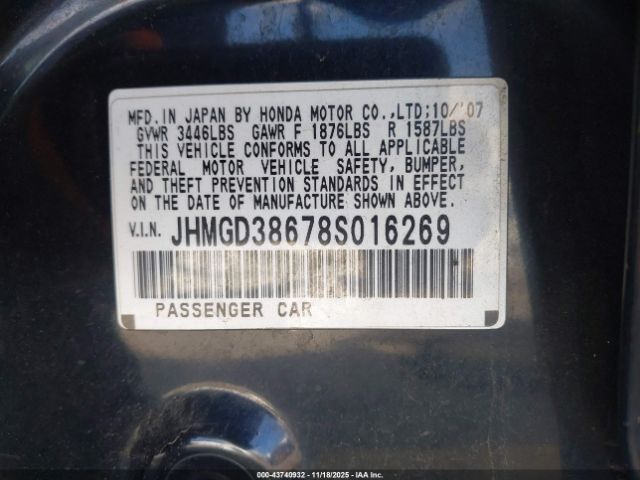 MFD. IN JAPAN BY HONDA MOTOR CO.,LTD;10/'07
GVWR 3446LBS GAWR F 1876LBS R 1587LBS
THIS VEHICLE CONFORMS TO ALL APPLICABLE
FEDERAL MOTOR VEHICLE SAFETY, BUMPER,
AND THEFT PREVENTION STANDARDS IN EFFECT
ON THE DATE OF MANUFACTURE SHOWN ABOVE.
V.I.N. JHMGD38678S016269
PASSENGER CAR
000-43740932 - 11/18/2025 - IAA Inc.